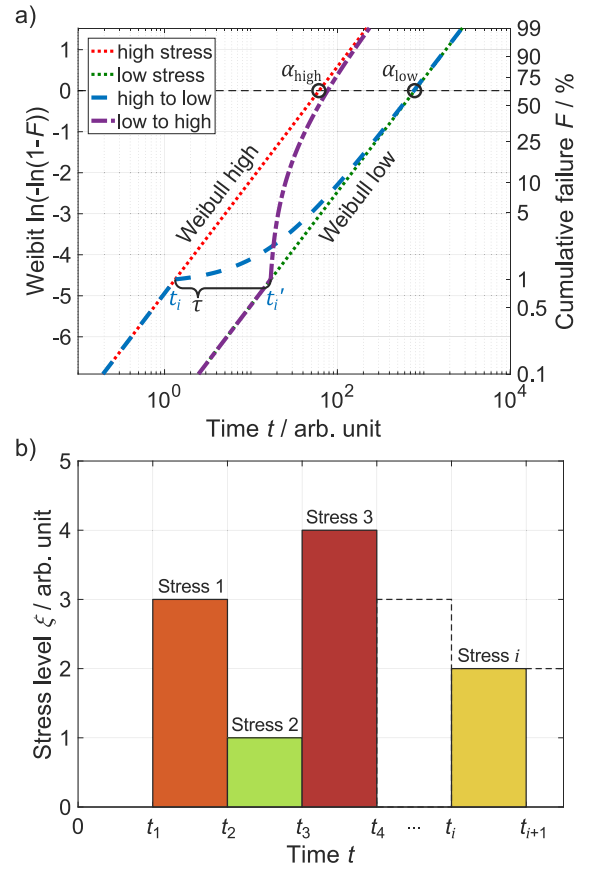 a)
high stress
low stress
high to low
low to high
α_high
α_low
Weibull high
Weibull low
t_i
τ
t_i'
1
0
-1
-2
-3
-4
-5
-6
Weibit ln(-ln(1-F))
99
90
75
50
25
10
5
1
0.5
0.1
Cumulative failure F / %
10^0
10^2
10^4
Time t / arb. unit
b)
5
4
3
2
1
0
Stress level ξ / arb. unit
Stress 1
Stress 2
Stress 3
Stress i
0 t_1 t_2 t_3 t_4 ... t_i t_{i+1}
Time t